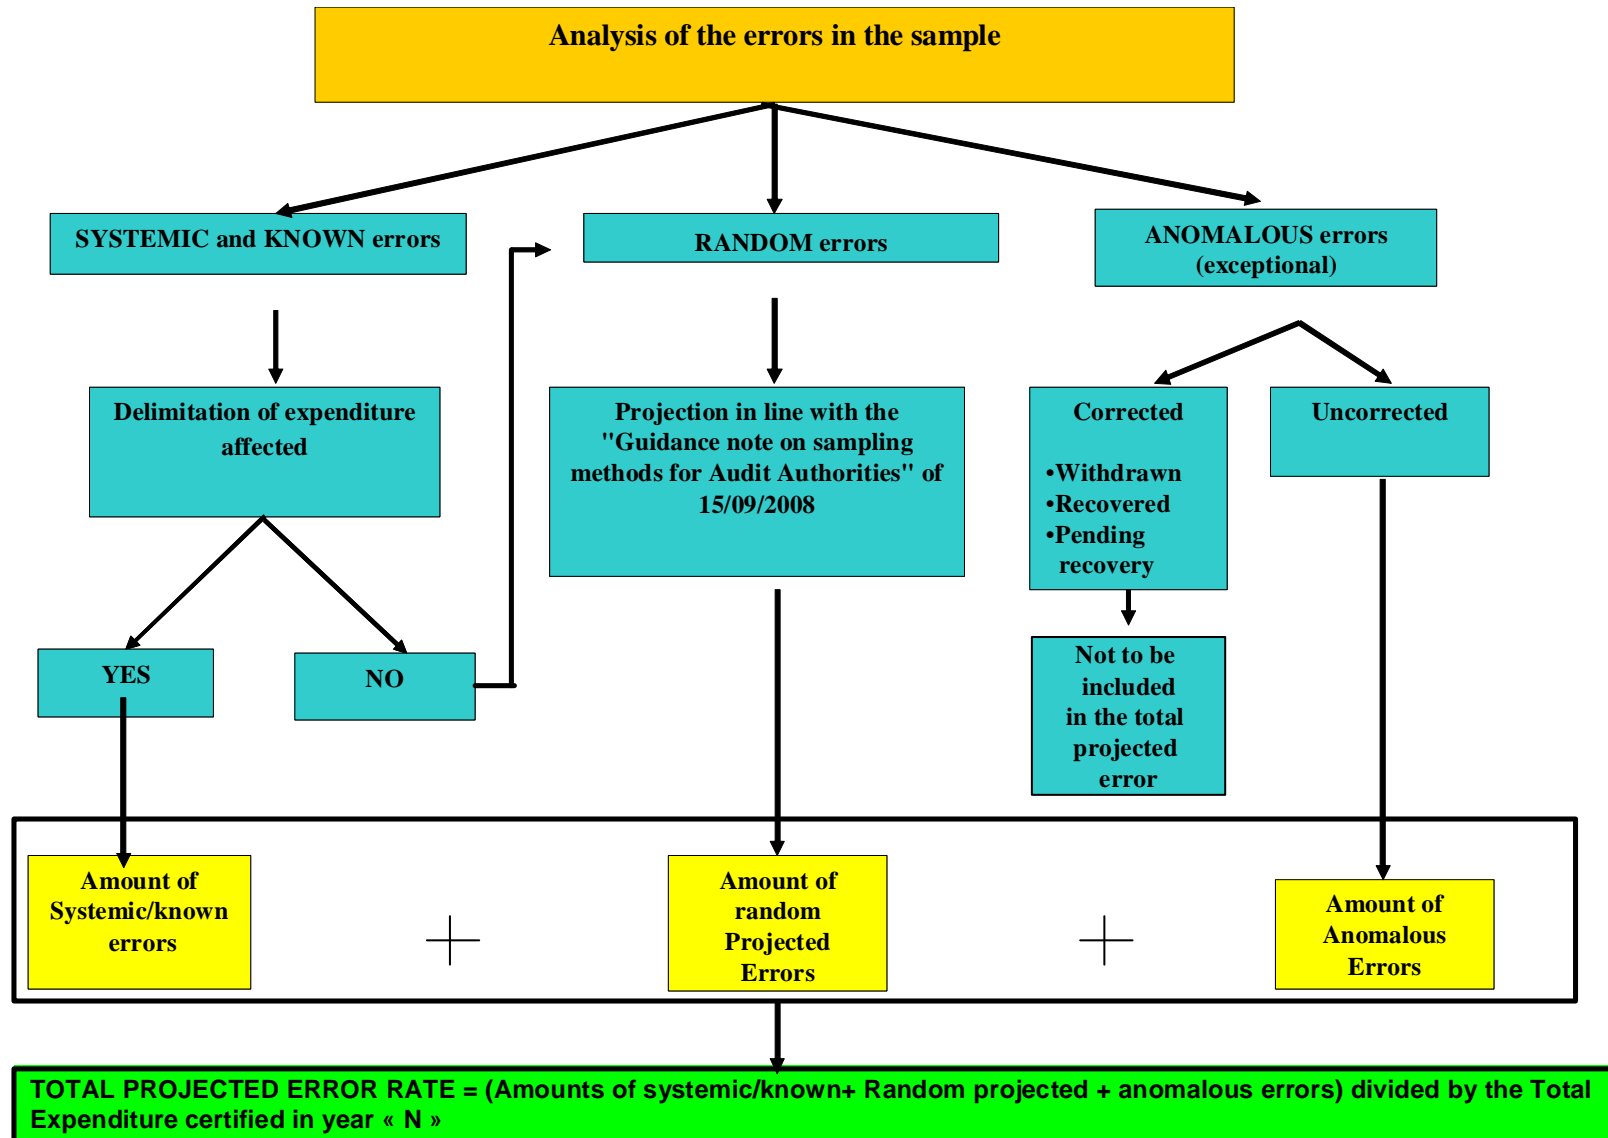 Analysis of the errors in the sample
SYSTEMIC and KNOWN errors
RANDOM errors
ANOMALOUS errors
(exceptional)
Delimitation of expenditure
affected
Projection in line with the
"Guidance note on sampling
methods for Audit Authorities" of
15/09/2008
Corrected
•Withdrawn
•Recovered
•Pending
recovery
Uncorrected
YES
NO
Not to be
included
in the total
projected
error
Amount of
Systemic/known
errors
+
Amount of
random
Projected
Errors
+
Amount of
Anomalous
Errors
TOTAL PROJECTED ERROR RATE = (Amounts of systemic/known+ Random projected + anomalous errors) divided by the Total
Expenditure certified in year « N »